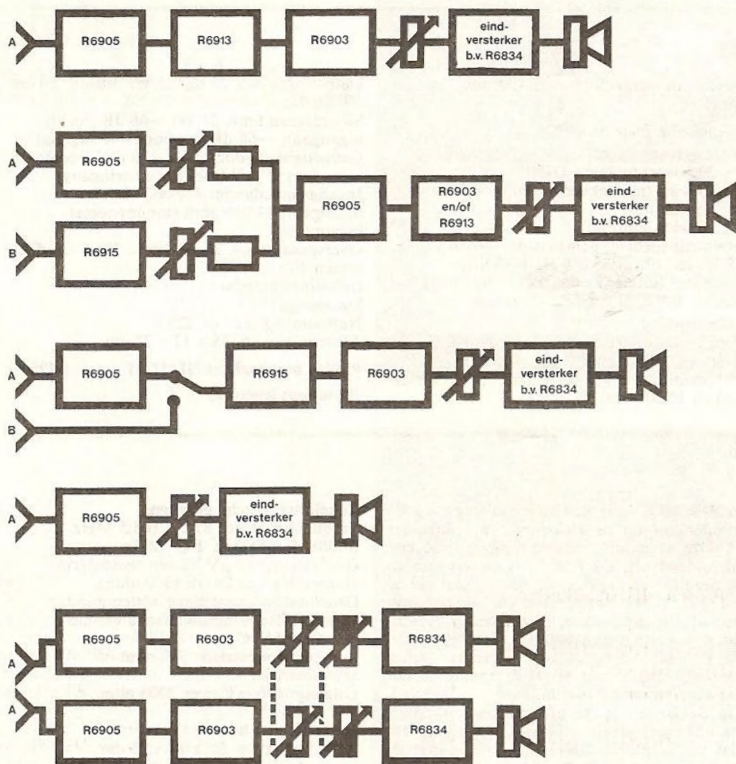 A R6905 R6913 R6903 eind-
versterker
b.v. R6834
A R6905
R6905 R6903
en/of
R6913 eind-
versterker
b.v. R6834
B R6915
A R6905 R6915 R6903 eind-
versterker
b.v. R6834
B
A R6905 eind-
versterker
b.v. R6834
A R6905 R6903 R6834
A R6905 R6903 R6834